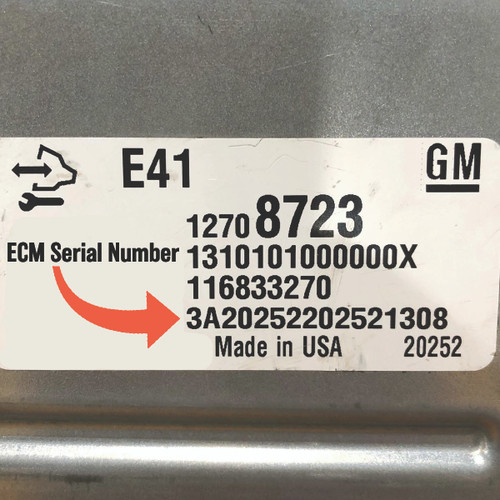 E41
GM
1270 8723
ECM Serial Number
1310101000000X
116833270
3A20252202521308
Made in USA 20252